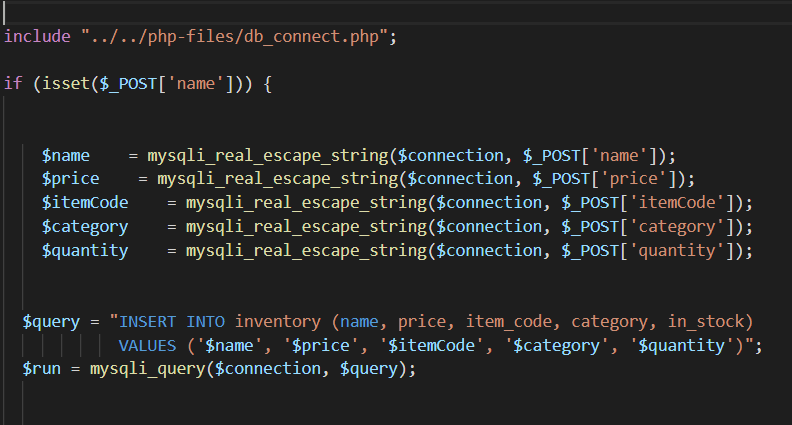 include "../../php-files/db_connect.php";
if (isset($_POST['name'])) {
$name    = mysqli_real_escape_string($connection, $_POST['name']);
$price    = mysqli_real_escape_string($connection, $_POST['price']);
$itemCode    = mysqli_real_escape_string($connection, $_POST['itemCode']);
$category    = mysqli_real_escape_string($connection, $_POST['category']);
$quantity    = mysqli_real_escape_string($connection, $_POST['quantity']);
$query = "INSERT INTO inventory (name, price, item_code, category, in_stock)
VALUES ('$name', '$price', '$itemCode', '$category', '$quantity')";
$run = mysqli_query($connection, $query);